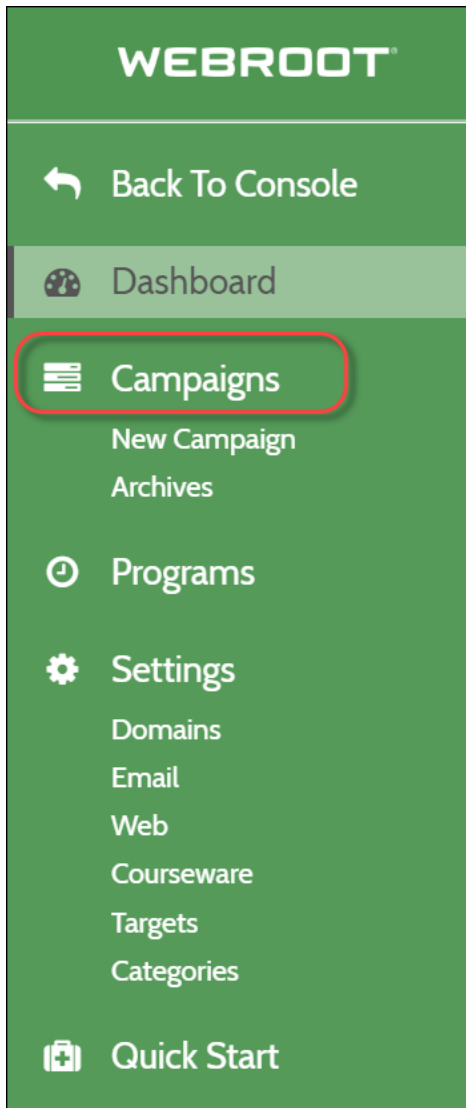 WEBROOT®
Back To Console
Dashboard
Campaigns
New Campaign
Archives
Programs
Settings
Domains
Email
Web
Courseware
Targets
Categories
Quick Start